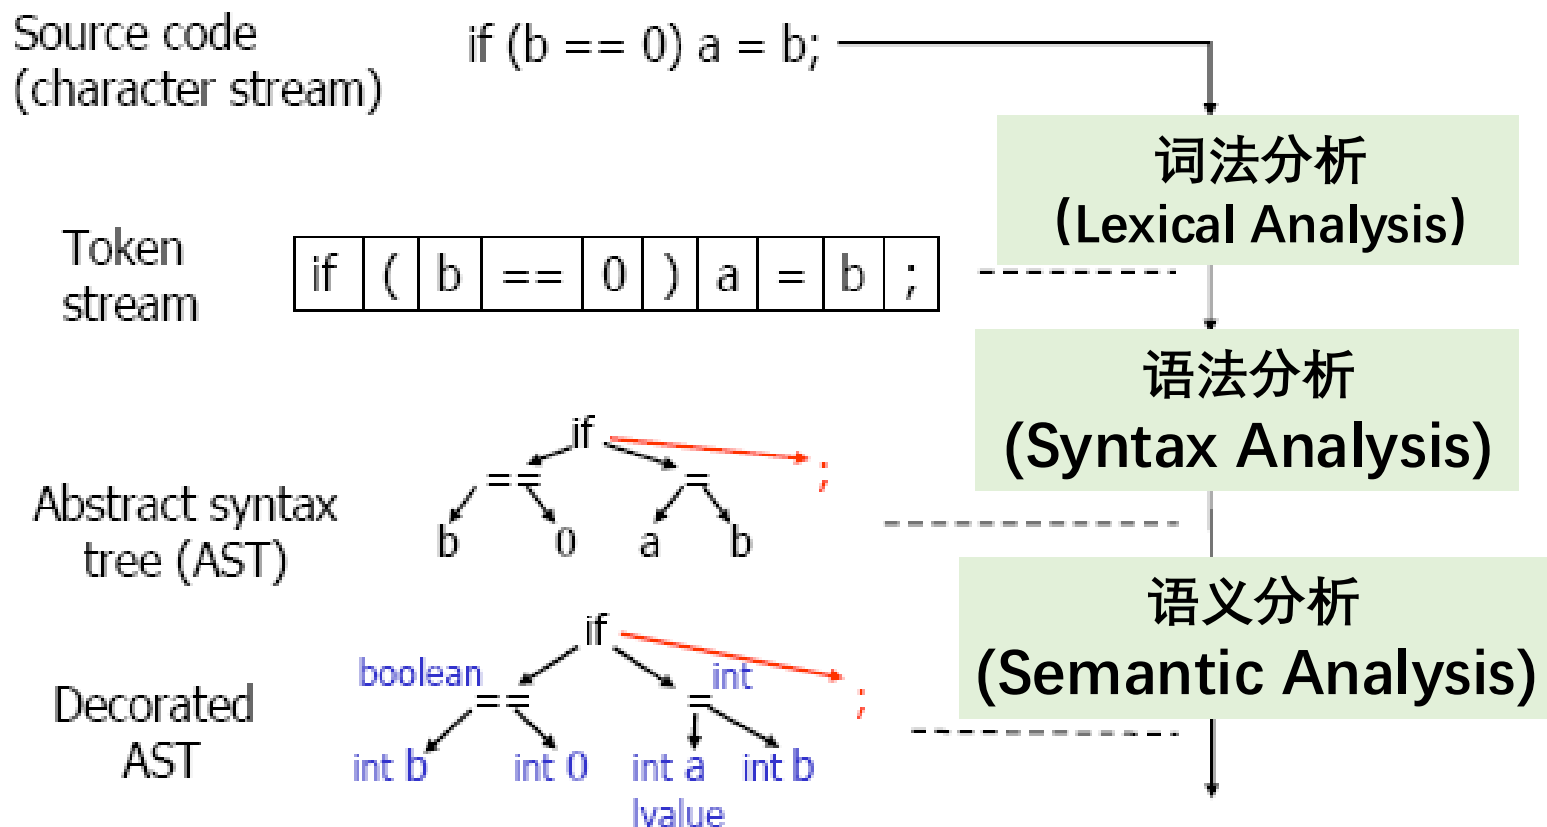 Source code
(character stream)
if (b == 0) a = b;
词法分析
(Lexical Analysis)
Token
stream
if ( b == 0 ) a = b ;
语法分析
(Syntax Analysis)
Abstract syntax
tree (AST)
if
== = ;
b 0 a b
语义分析
(Semantic Analysis)
Decorated
AST
if
boolean int
== = ;
int b int 0 int a int b
lvalue